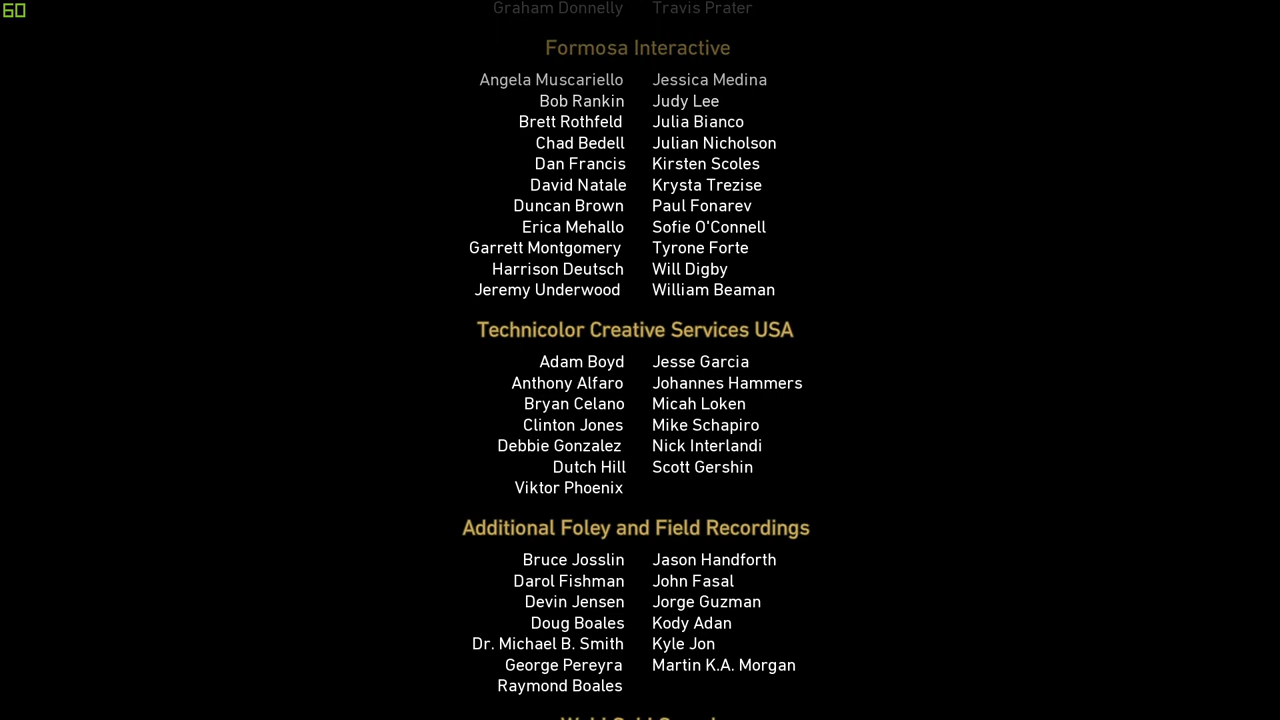 60
Graham Donnelly Travis Prater
Formosa Interactive
Angela Muscariello Jessica Medina
Bob Rankin Judy Lee
Brett Rothfeld Julia Bianco
Chad Bedell Julian Nicholson
Dan Francis Kirsten Scoles
David Natale Krysta Trezise
Duncan Brown Paul Fonarev
Erica Mehallo Sofie O'Connell
Garrett Montgomery Tyrone Forte
Harrison Deutsch Will Digby
Jeremy Underwood William Beaman
Technicolor Creative Services USA
Adam Boyd Jesse Garcia
Anthony Alfaro Johannes Hammers
Bryan Celano Micah Loken
Clinton Jones Mike Schapiro
Debbie Gonzalez Nick Interlandi
Dutch Hill Scott Gershin
Viktor Phoenix
Additional Foley and Field Recordings
Bruce Josslin Jason Handforth
Darol Fishman John Fasal
Devin Jensen Jorge Guzman
Doug Boales Kody Adan
Dr. Michael B. Smith Kyle Jon
George Pereyra Martin K.A. Morgan
Raymond Boales